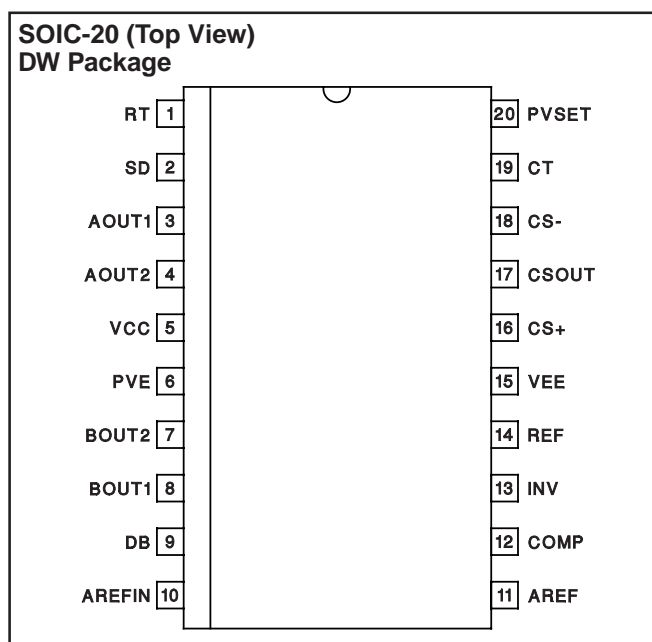 SOIC-20 (Top View)
DW Package
RT 1 20 PVSET
SD 2 19 CT
AOUT1 3 18 CS-
AOUT2 4 17 CSOUT
VCC 5 16 CS+
PVE 6 15 VEE
BOUT2 7 14 REF
BOUT1 8 13 INV
DB 9 12 COMP
AREFIN 10 11 AREF